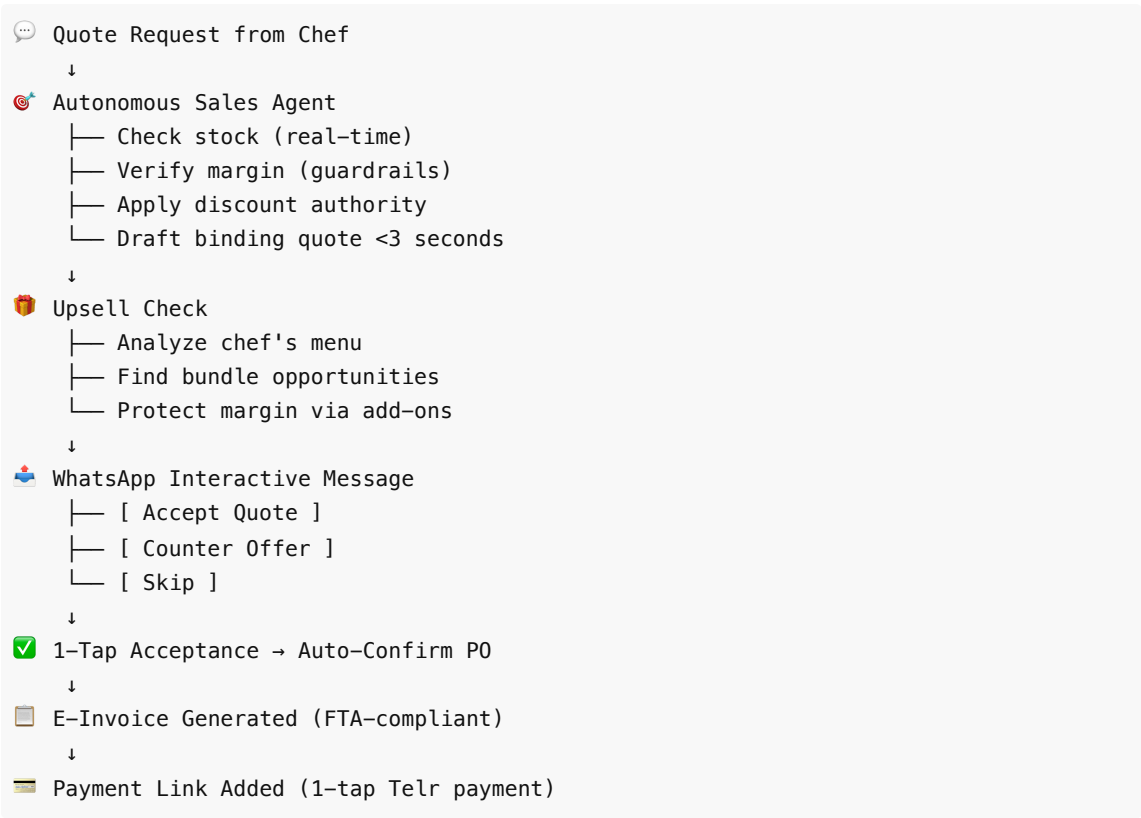 💬 Quote Request from Chef
↓
🎯 Autonomous Sales Agent
├── Check stock (real-time)
├── Verify margin (guardrails)
├── Apply discount authority
└── Draft binding quote <3 seconds
↓
🎁 Upsell Check
├── Analyze chef's menu
├── Find bundle opportunities
└── Protect margin via add-ons
↓
📤 WhatsApp Interactive Message
├── [ Accept Quote ]
├── [ Counter Offer ]
└── [ Skip ]
↓
✅ 1-Tap Acceptance → Auto-Confirm PO
↓
📋 E-Invoice Generated (FTA-compliant)
↓
💳 Payment Link Added (1-tap Telr payment)